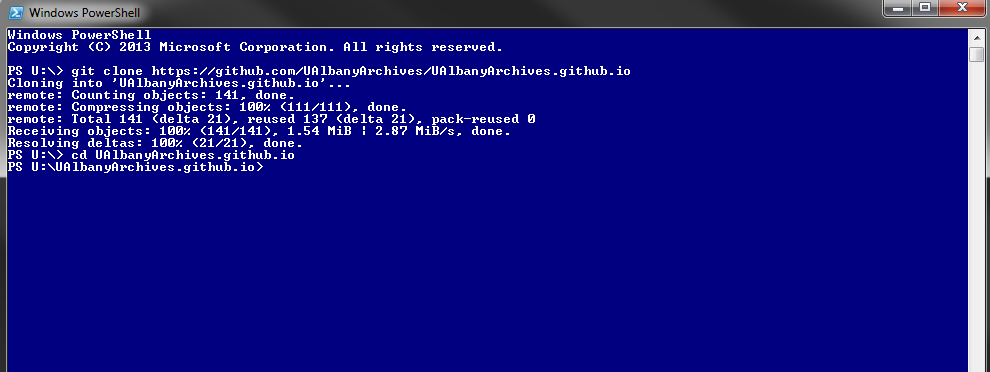 Windows PowerShell
Windows PowerShell
Copyright (C) 2013 Microsoft Corporation. All rights reserved.
PS U:\> git clone https://github.com/UAlbanyArchives/UAlbanyArchives.github.io
Cloning into 'UAlbanyArchives.github.io'...
remote: Counting objects: 141, done.
remote: Compressing objects: 100% (111/111), done.
remote: Total 141 (delta 21), reused 137 (delta 21), pack-reused 0
Receiving objects: 100% (141/141), 1.54 MiB ¦ 2.87 MiB/s, done.
Resolving deltas: 100% (21/21), done.
PS U:\> cd UAlbanyArchives.github.io
PS U:\UAlbanyArchives.github.io>